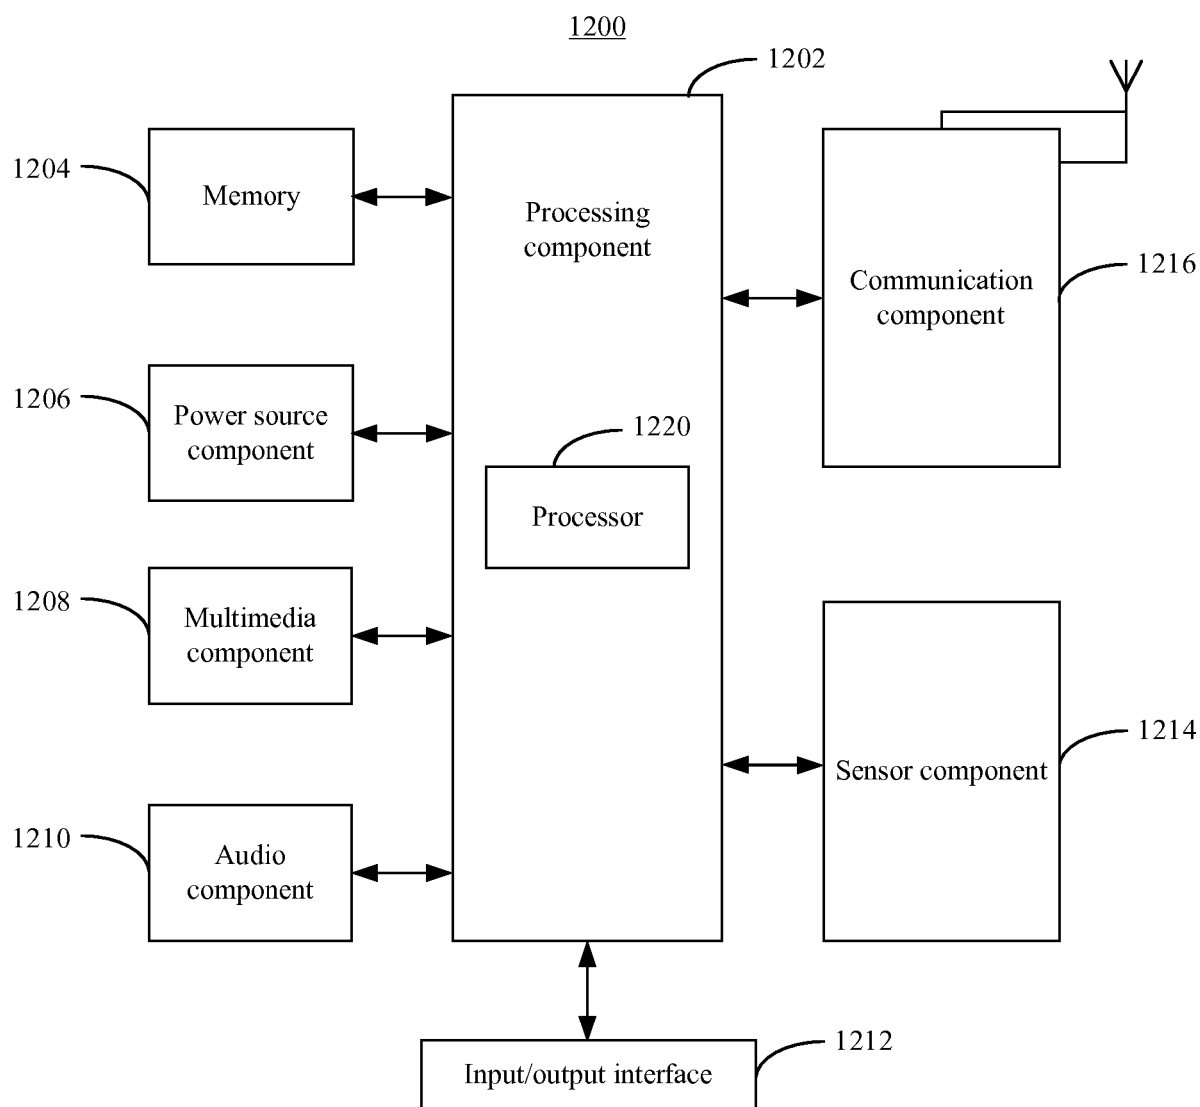 1200
1202
1204
Memory
Processing
component
Communication
component
1216
1206
Power source
component
1220
Processor
1208
Multimedia
component
1214
Sensor component
1210
Audio
component
1212
Input/output interface